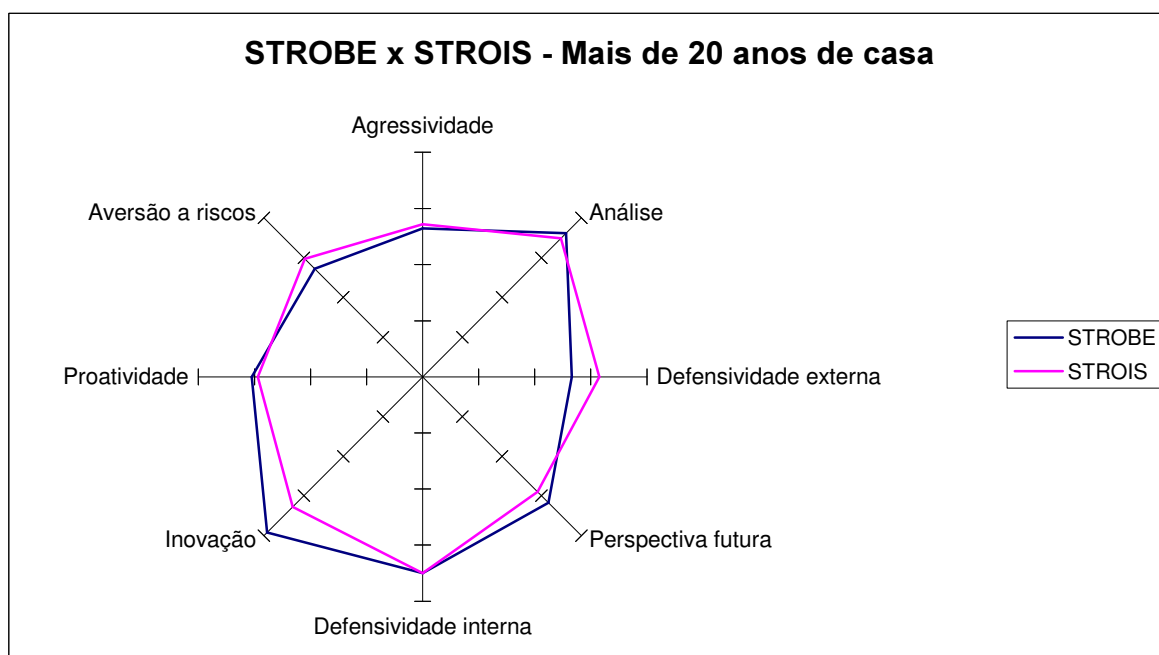 STROBE x STROIS - Mais de 20 anos de casa
Agressividade
Aversão a riscos
Análise
Proatividade
Defensividade externa
STROBE
STROIS
Inovação
Perspectiva futura
Defensividade interna